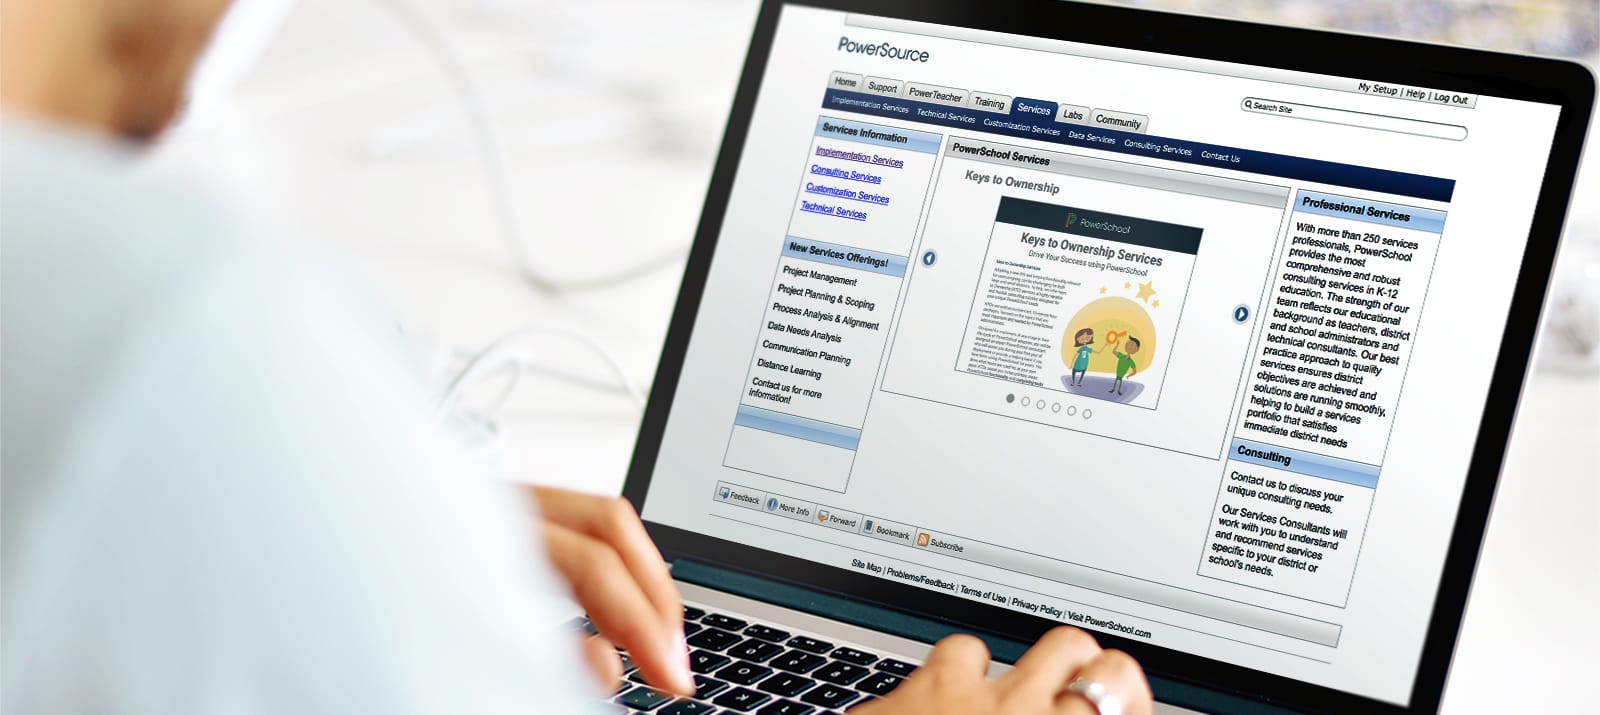 PowerSource
My Setup | Help | Log Out
Search Site
Home Support PowerTeacher Training Services Labs Community
Implementation Services Technical Services Customization Services Data Services Consulting Services Contact Us
Services Information
Implementation Services
Consulting Services
Customization Services
Technical Services
New Services Offerings!
Project Management
Project Planning & Scoping
Process Analysis & Alignment
Data Needs Analysis
Communication Planning
Distance Learning
Contact us for more
information!
PowerSchool Services
Keys to Ownership
PowerSchool
Keys to Ownership Services
Drive Your Success using PowerSchool
Keys to Ownership Services
Professional Services
With more than 250 services
professionals, PowerSchool
provides the most
comprehensive and robust
consulting services in K-12
education. The strength of our
team reflects our educational
background as teachers, district
and school administrators and
technical consultants. Our best
practice approach to quality
services ensures district
objectives are achieved and
solutions are running smoothly,
helping to build a services
portfolio that satisfies
immediate district needs
Consulting
Contact us to discuss your
unique consulting needs.
Our Services Consultants will
work with you to understand
and recommend services
specific to your district or
school's needs.
Feedback More Info Forward Bookmark Subscribe
Site Map | Problems/Feedback | Terms of Use | Privacy Policy | Visit PowerSchool.com